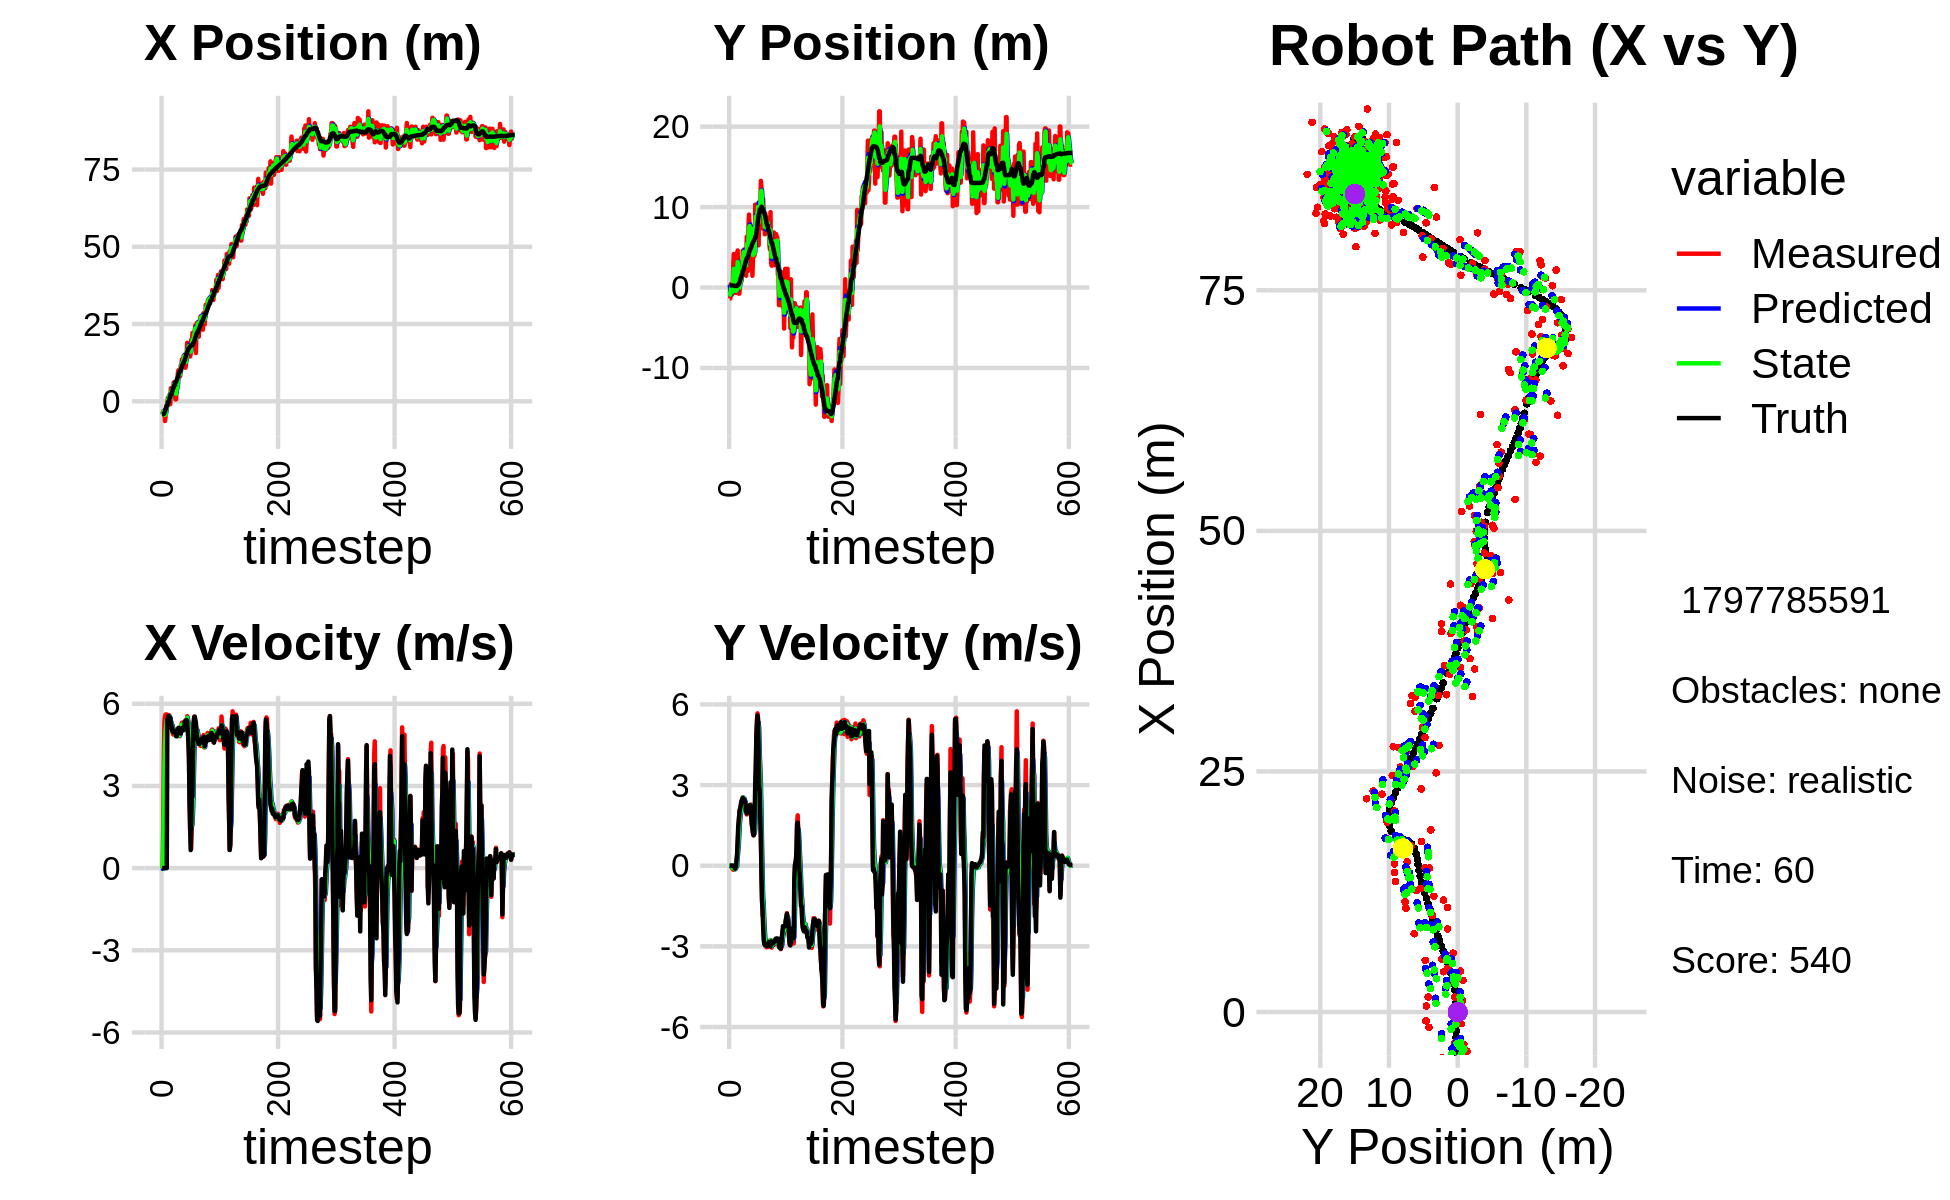 X Position (m)
75
50
25
0
0
200
400
600
timestep
Y Position (m)
20
10
0
-10
0
200
400
600
timestep
X Velocity (m/s)
6
3
0
-3
-6
0
200
400
600
timestep
Y Velocity (m/s)
6
3
0
-3
-6
0
200
400
600
timestep
Robot Path (X vs Y)
X Position (m)
75
50
25
0
20 10 0 -10 -20
Y Position (m)
variable
Measured
Predicted
State
Truth
1797785591
Obstacles: none
Noise: realistic
Time: 60
Score: 540